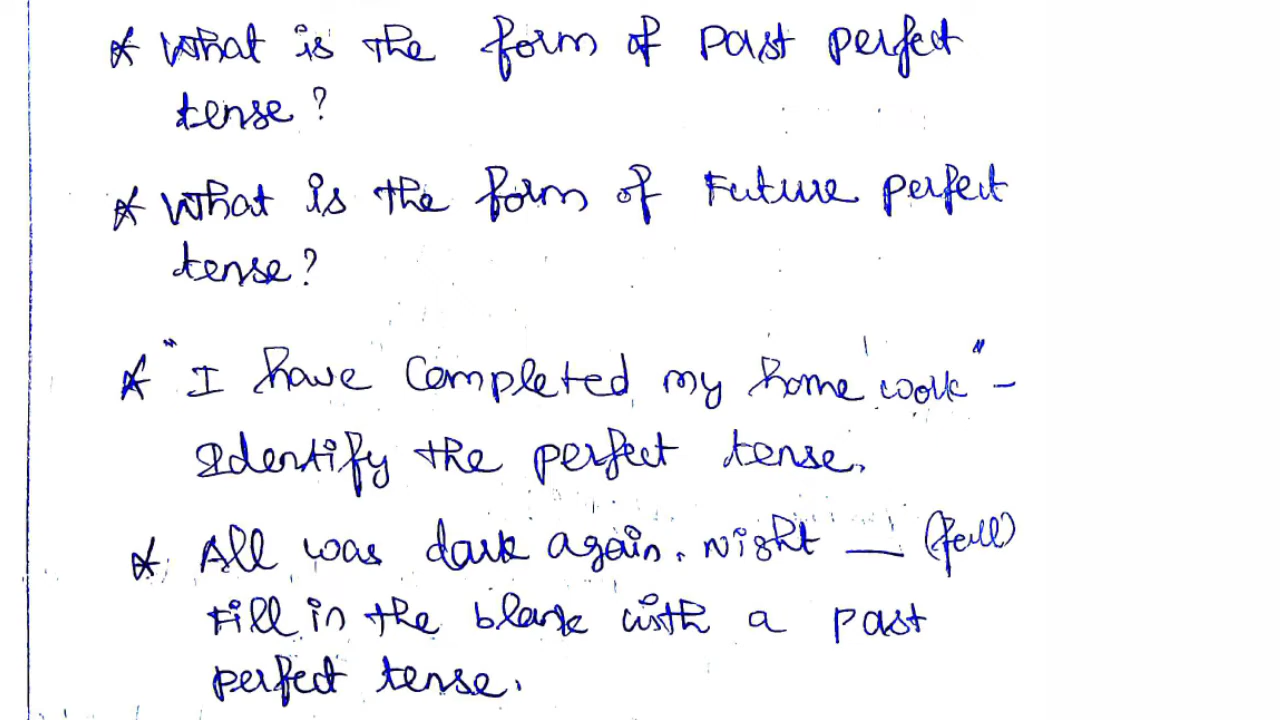 * What is the form of past perfect
tense?
* What is the form of Future perfect
tense?
* "I have completed my home work" -
Identify the perfect tense.
* All was dark again. Night __ (fell)
Fill in the blank with a past
perfect tense.